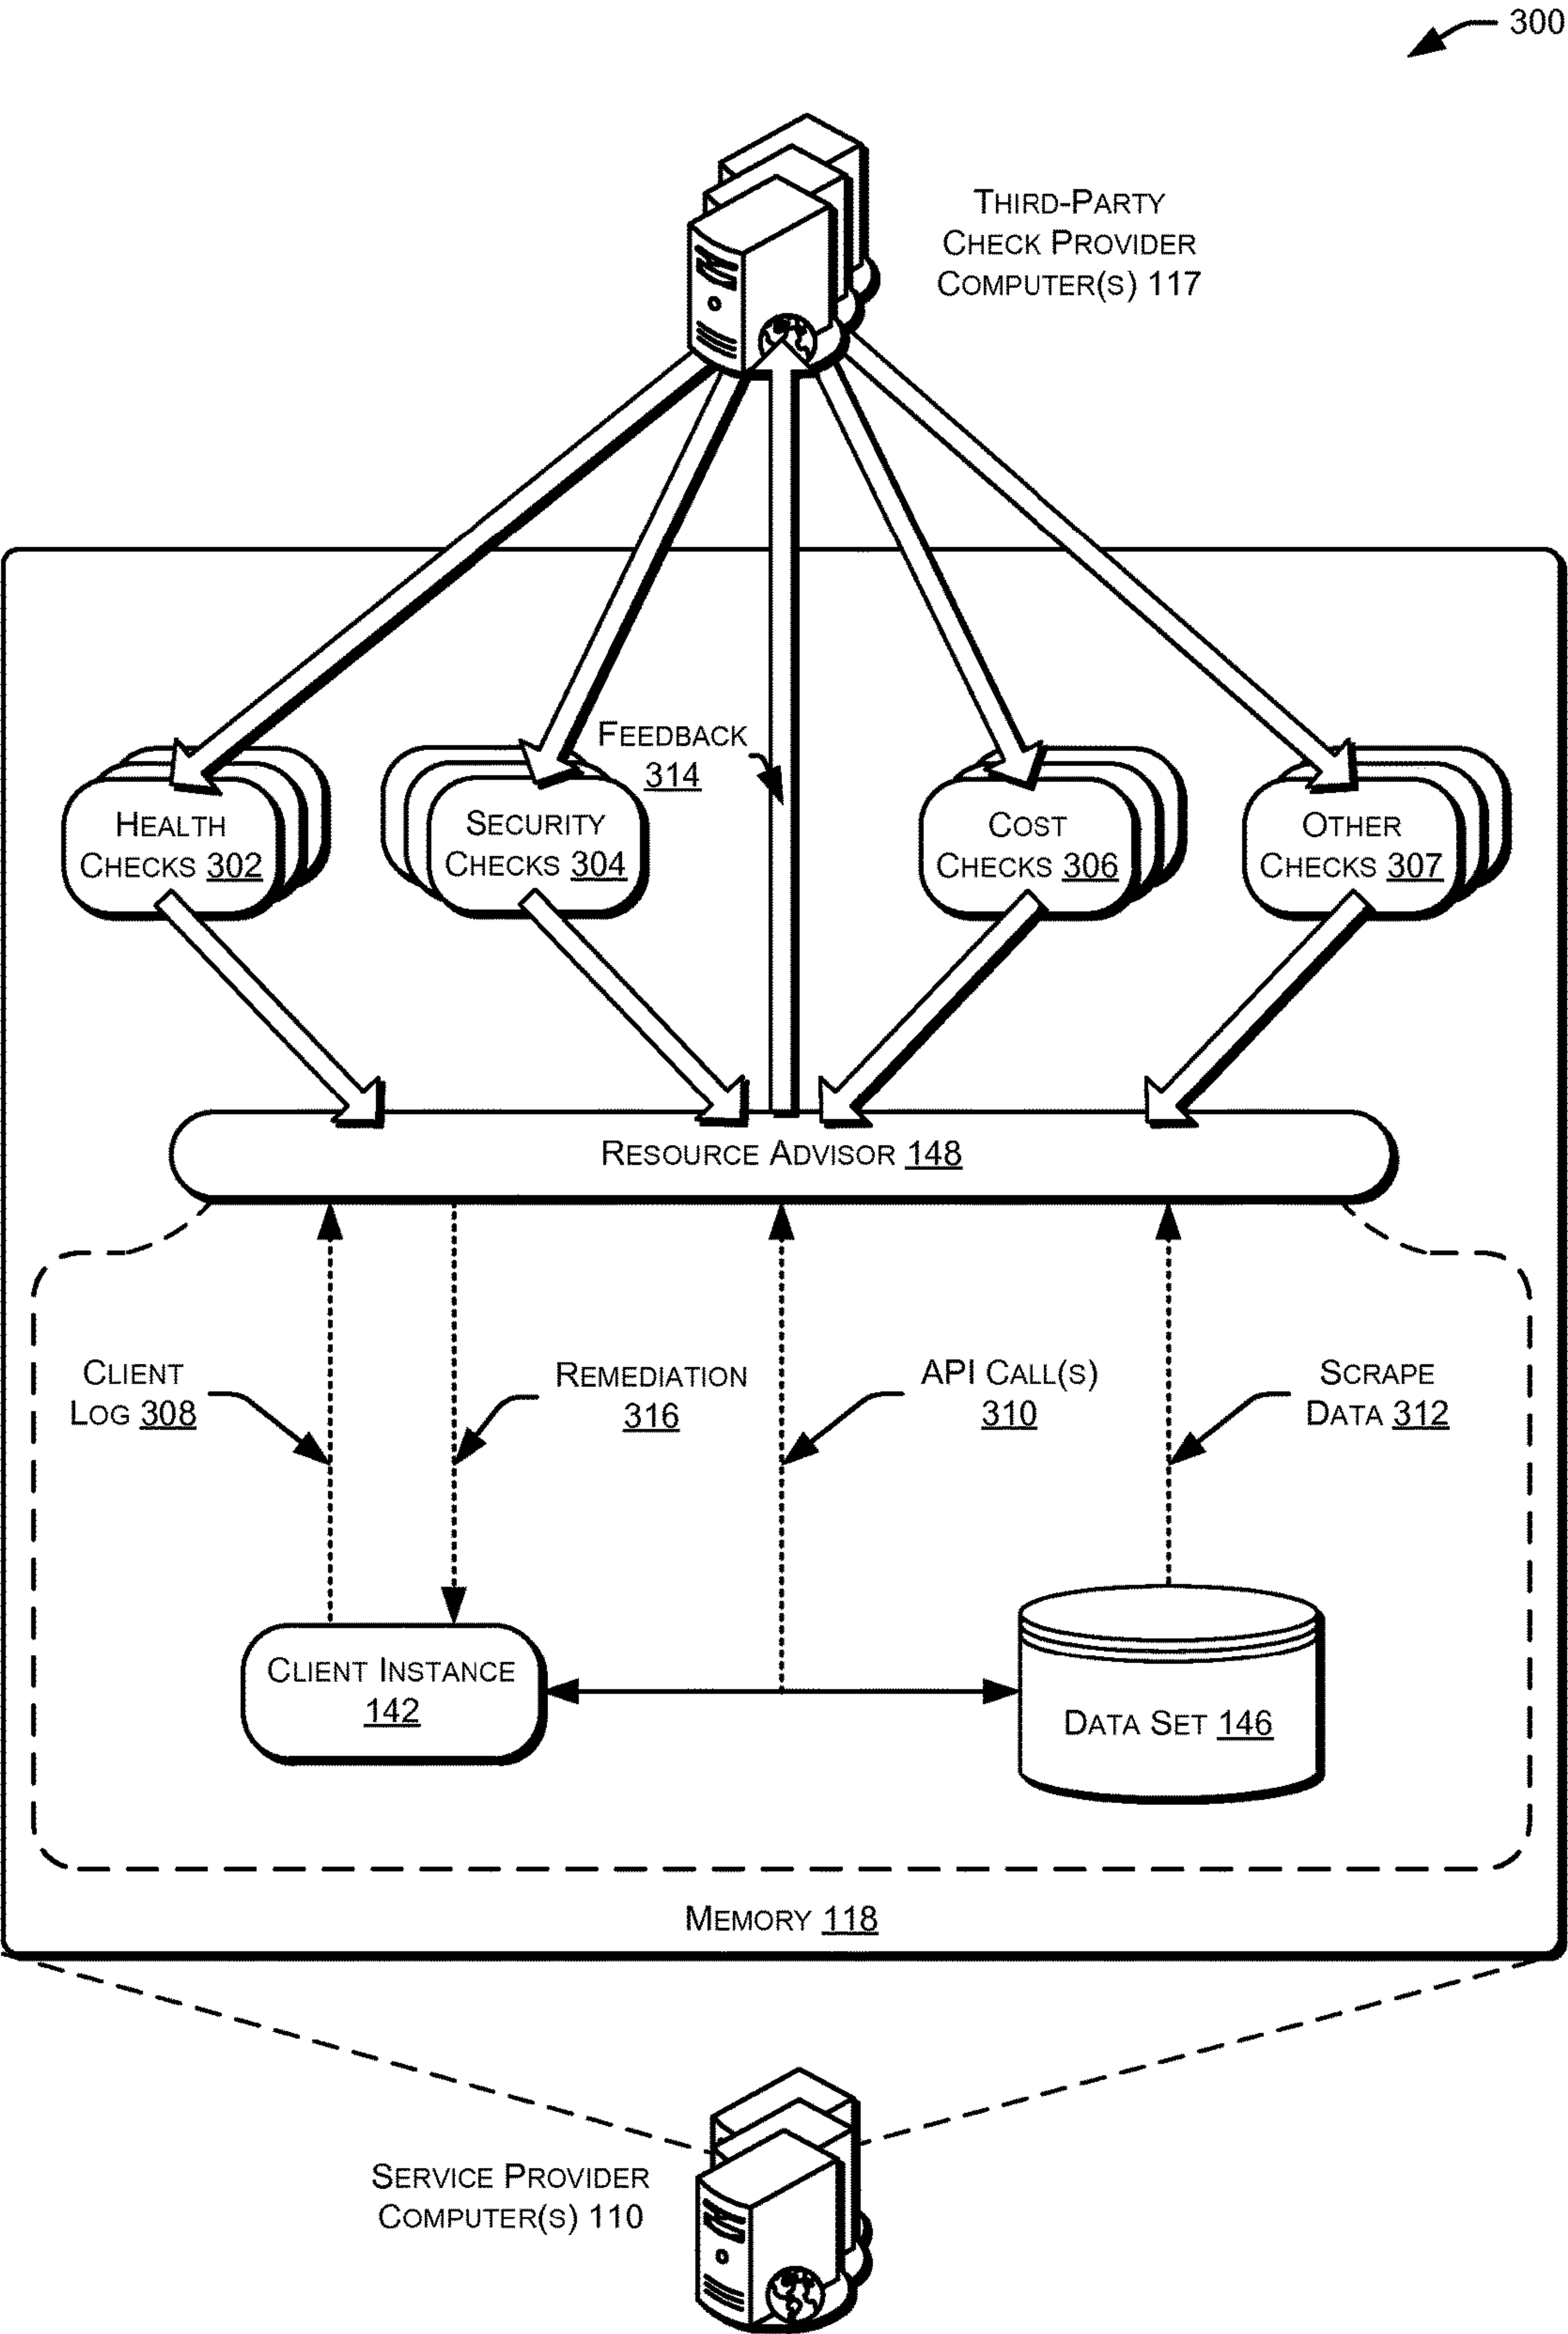 300
THIRD-PARTY
CHECK PROVIDER
COMPUTER(S) 117
FEEDBACK
314
HEALTH
CHECKS 302
SECURITY
CHECKS 304
COST
CHECKS 306
OTHER
CHECKS 307
RESOURCE ADVISOR 148
CLIENT
LOG 308
REMEDIATION
316
API CALL(S)
310
SCRAPE
DATA 312
CLIENT INSTANCE
142
DATA SET 146
MEMORY 118
SERVICE PROVIDER
COMPUTER(S) 110